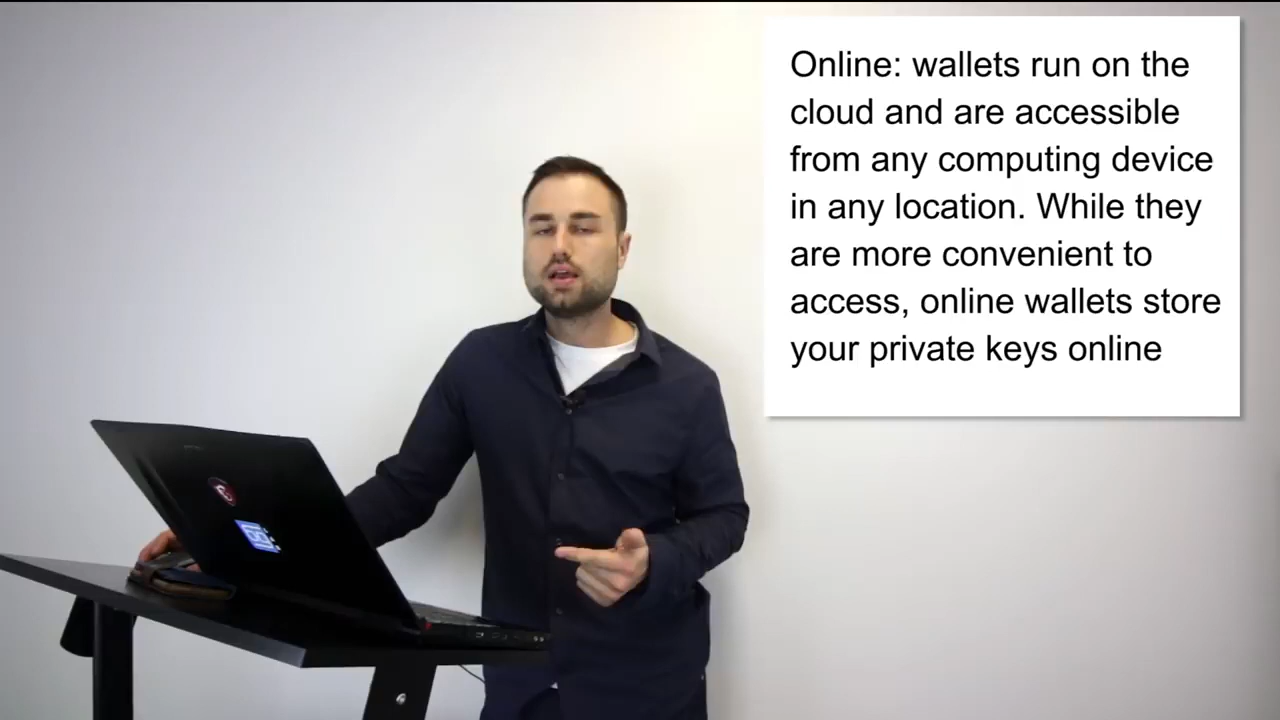 Online: wallets run on the
cloud and are accessible
from any computing device
in any location. While they
are more convenient to
access, online wallets store
your private keys online